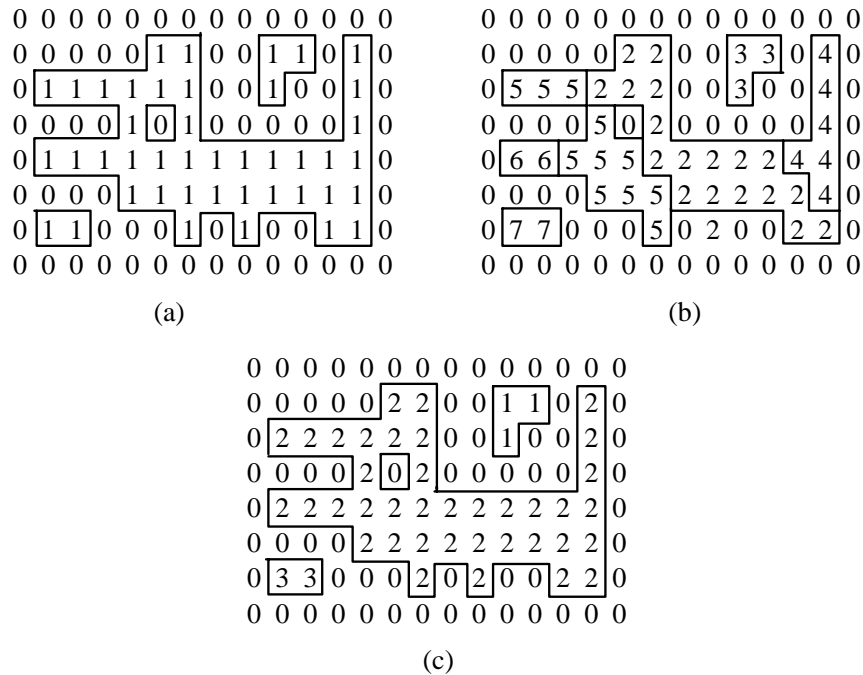 0 0 0 0 0 0 0 0 0 0 0 0 0 0
0 0 0 0 0 1 1 0 0 1 1 0 1 0
0 1 1 1 1 1 1 0 0 1 0 0 1 0
0 0 0 0 1 0 1 0 0 0 0 0 1 0
0 1 1 1 1 1 1 1 1 1 1 1 1 0
0 0 0 0 1 1 1 1 1 1 1 1 1 0
0 1 1 0 0 0 1 0 1 0 0 1 1 0
0 0 0 0 0 0 0 0 0 0 0 0 0 0
(a)
0 0 0 0 0 0 0 0 0 0 0 0 0 0
0 0 0 0 0 2 2 0 0 3 3 0 4 0
0 5 5 5 2 2 2 0 0 3 0 0 4 0
0 0 0 0 5 0 2 0 0 0 0 0 4 0
0 6 6 5 5 5 2 2 2 2 2 4 4 0
0 0 0 0 5 5 5 2 2 2 2 2 4 0
0 7 7 0 0 0 5 0 2 0 0 2 2 0
0 0 0 0 0 0 0 0 0 0 0 0 0 0
(b)
0 0 0 0 0 0 0 0 0 0 0 0 0 0
0 0 0 0 0 2 2 0 0 1 1 0 2 0
0 2 2 2 2 2 2 0 0 1 0 0 2 0
0 0 0 0 2 0 2 0 0 0 0 0 2 0
0 2 2 2 2 2 2 2 2 2 2 2 2 0
0 0 0 0 2 2 2 2 2 2 2 2 2 0
0 3 3 0 0 0 2 0 2 0 0 2 2 0
0 0 0 0 0 0 0 0 0 0 0 0 0 0
(c)